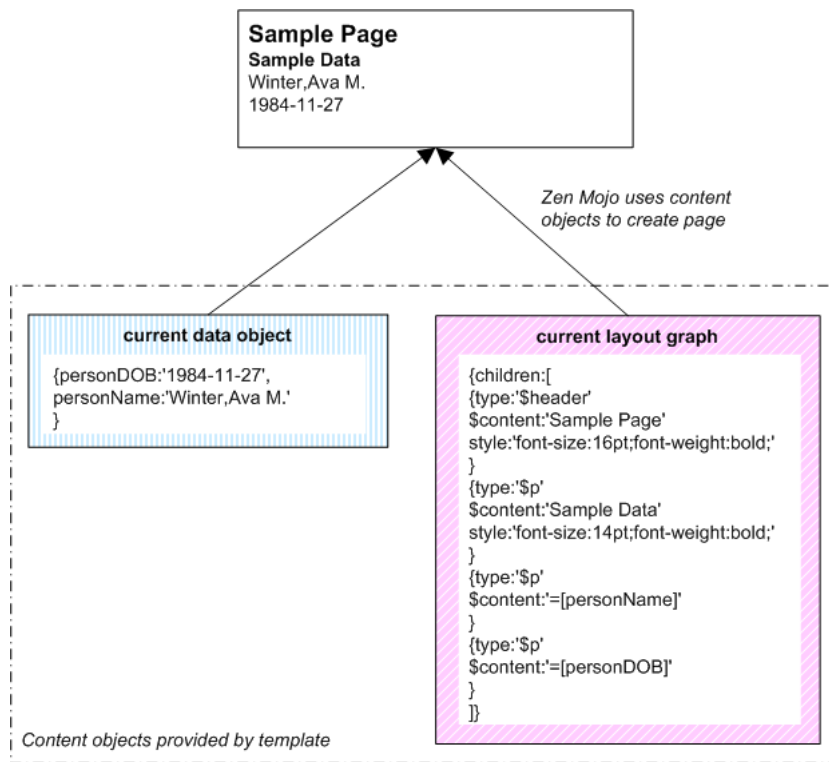 Sample Page
Sample Data
Winter,Ava M.
1984-11-27
Zen Mojo uses content
objects to create page
current data object
{personDOB:'1984-11-27',
personName:'Winter,Ava M.'
}
current layout graph
{children:[
{type:'$header'
$content:'Sample Page'
style:'font-size:16pt;font-weight:bold;'
}
{type:'$p'
$content:'Sample Data'
style:'font-size:14pt;font-weight:bold;'
}
{type:'$p'
$content:'=[personName]'
}
{type:'$p'
$content:'=[personDOB]'
}
]}
Content objects provided by template